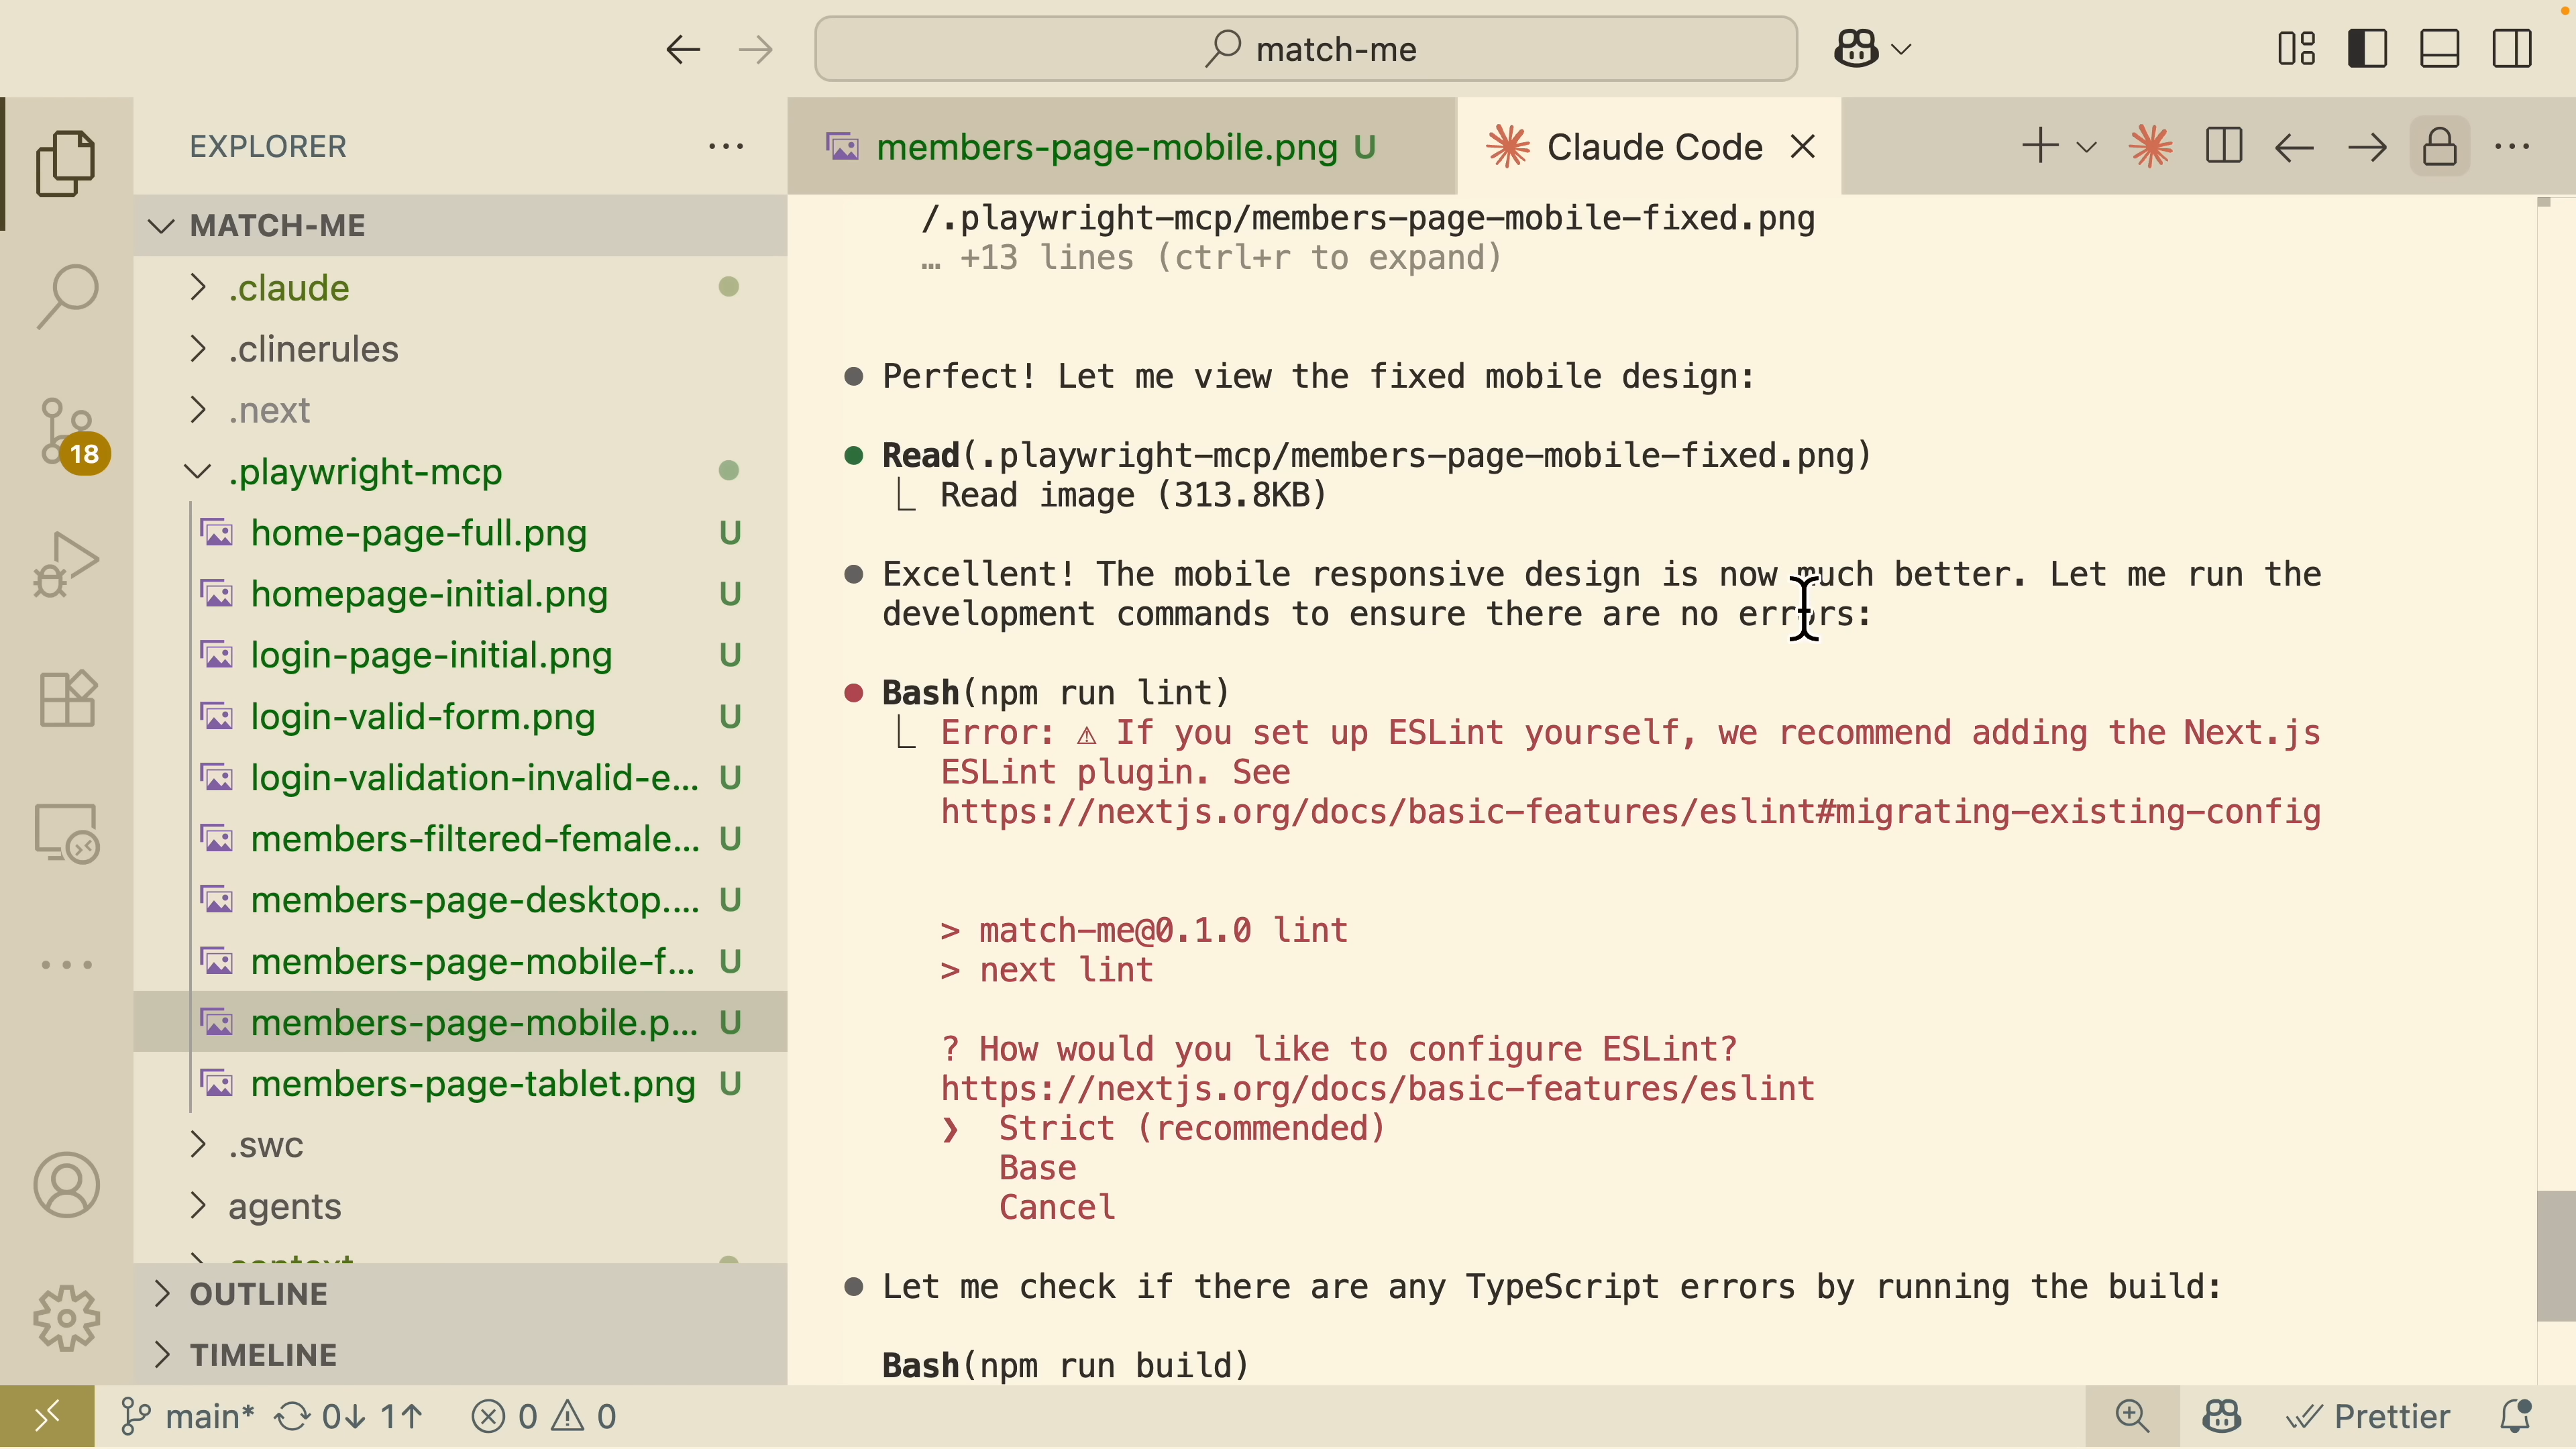 match-me
EXPLORER
members-page-mobile.png U
Claude Code
MATCH-ME
.claude
.clinerules
.next
.playwright-mcp
home-page-full.png U
homepage-initial.png U
login-page-initial.png U
login-valid-form.png U
login-validation-invalid-e... U
members-filtered-female... U
members-page-desktop.... U
members-page-mobile-f... U
members-page-mobile.p... U
members-page-tablet.png U
.swc
agents
OUTLINE
TIMELINE
18
/.playwright-mcp/members-page-mobile-fixed.png
… +13 lines (ctrl+r to expand)
Perfect! Let me view the fixed mobile design:
Read(.playwright-mcp/members-page-mobile-fixed.png)
Read image (313.8KB)
Excellent! The mobile responsive design is now much better. Let me run the
development commands to ensure there are no errors:
Bash(npm run lint)
Error: ⚠ If you set up ESLint yourself, we recommend adding the Next.js
ESLint plugin. See
https://nextjs.org/docs/basic-features/eslint#migrating-existing-config
> match-me@0.1.0 lint
> next lint
? How would you like to configure ESLint?
https://nextjs.org/docs/basic-features/eslint
❯ Strict (recommended)
Base
Cancel
Let me check if there are any TypeScript errors by running the build:
Bash(npm run build)
main* 0↓ 1↑ 0 0
Prettier